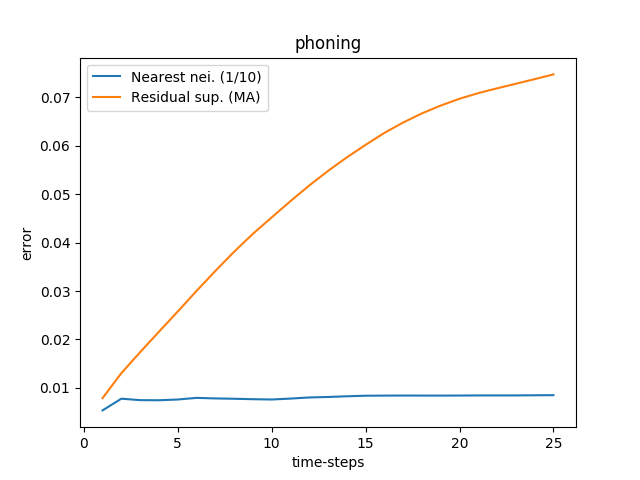 phoning
Nearest nei. (1/10)
Residual sup. (MA)
error
0.07
0.06
0.05
0.04
0.03
0.02
0.01
0 5 10 15 20 25
time-steps